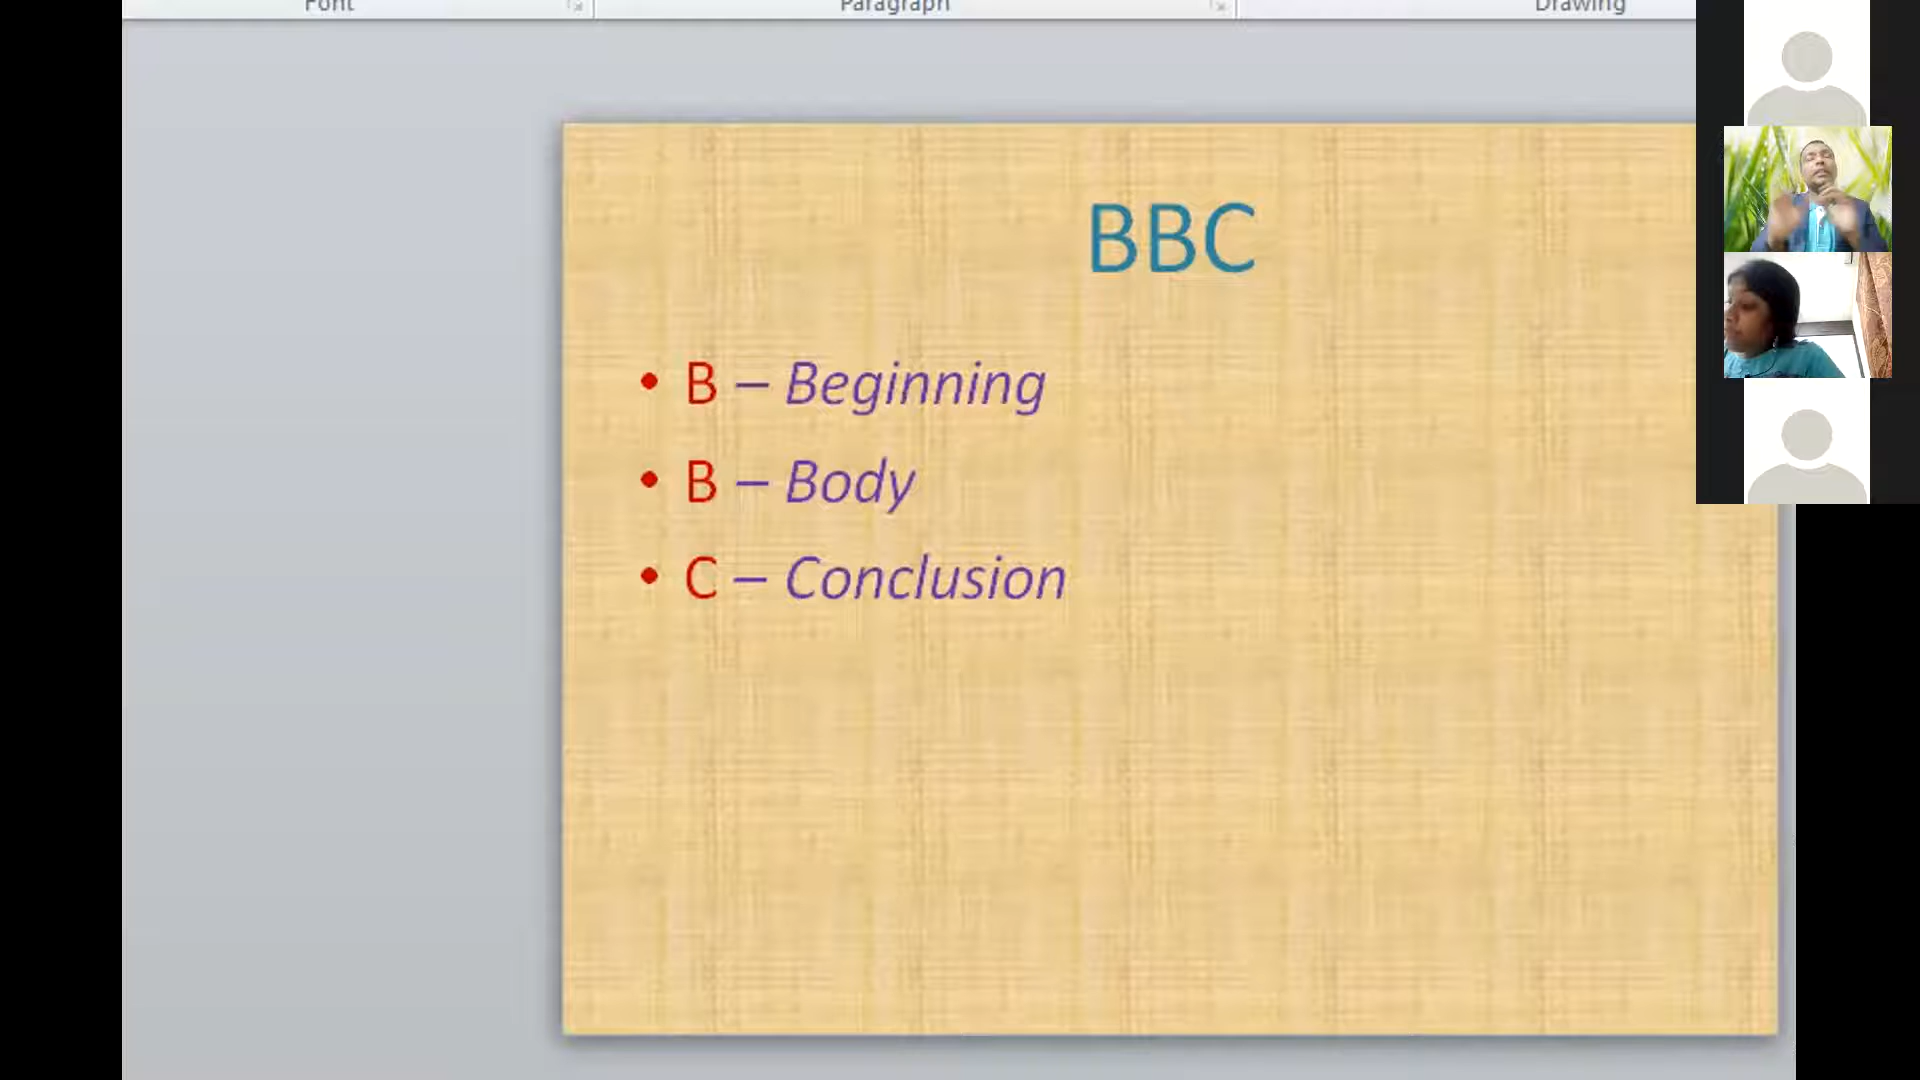 Font
Paragraph
Drawing
BBC
• B – Beginning
• B – Body
• C – Conclusion